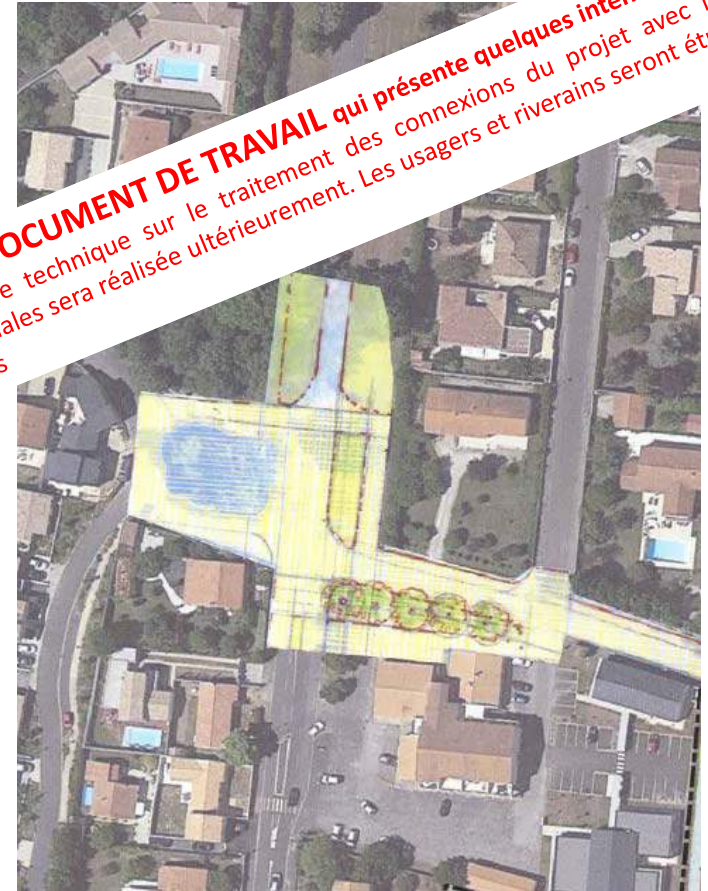 OCUMENT DE TRAVAIL qui présente quelques inten
e technique sur le traitement des connexions du projet avec l
ales sera réalisée ultérieurement. Les usagers et riverains seront ét
s